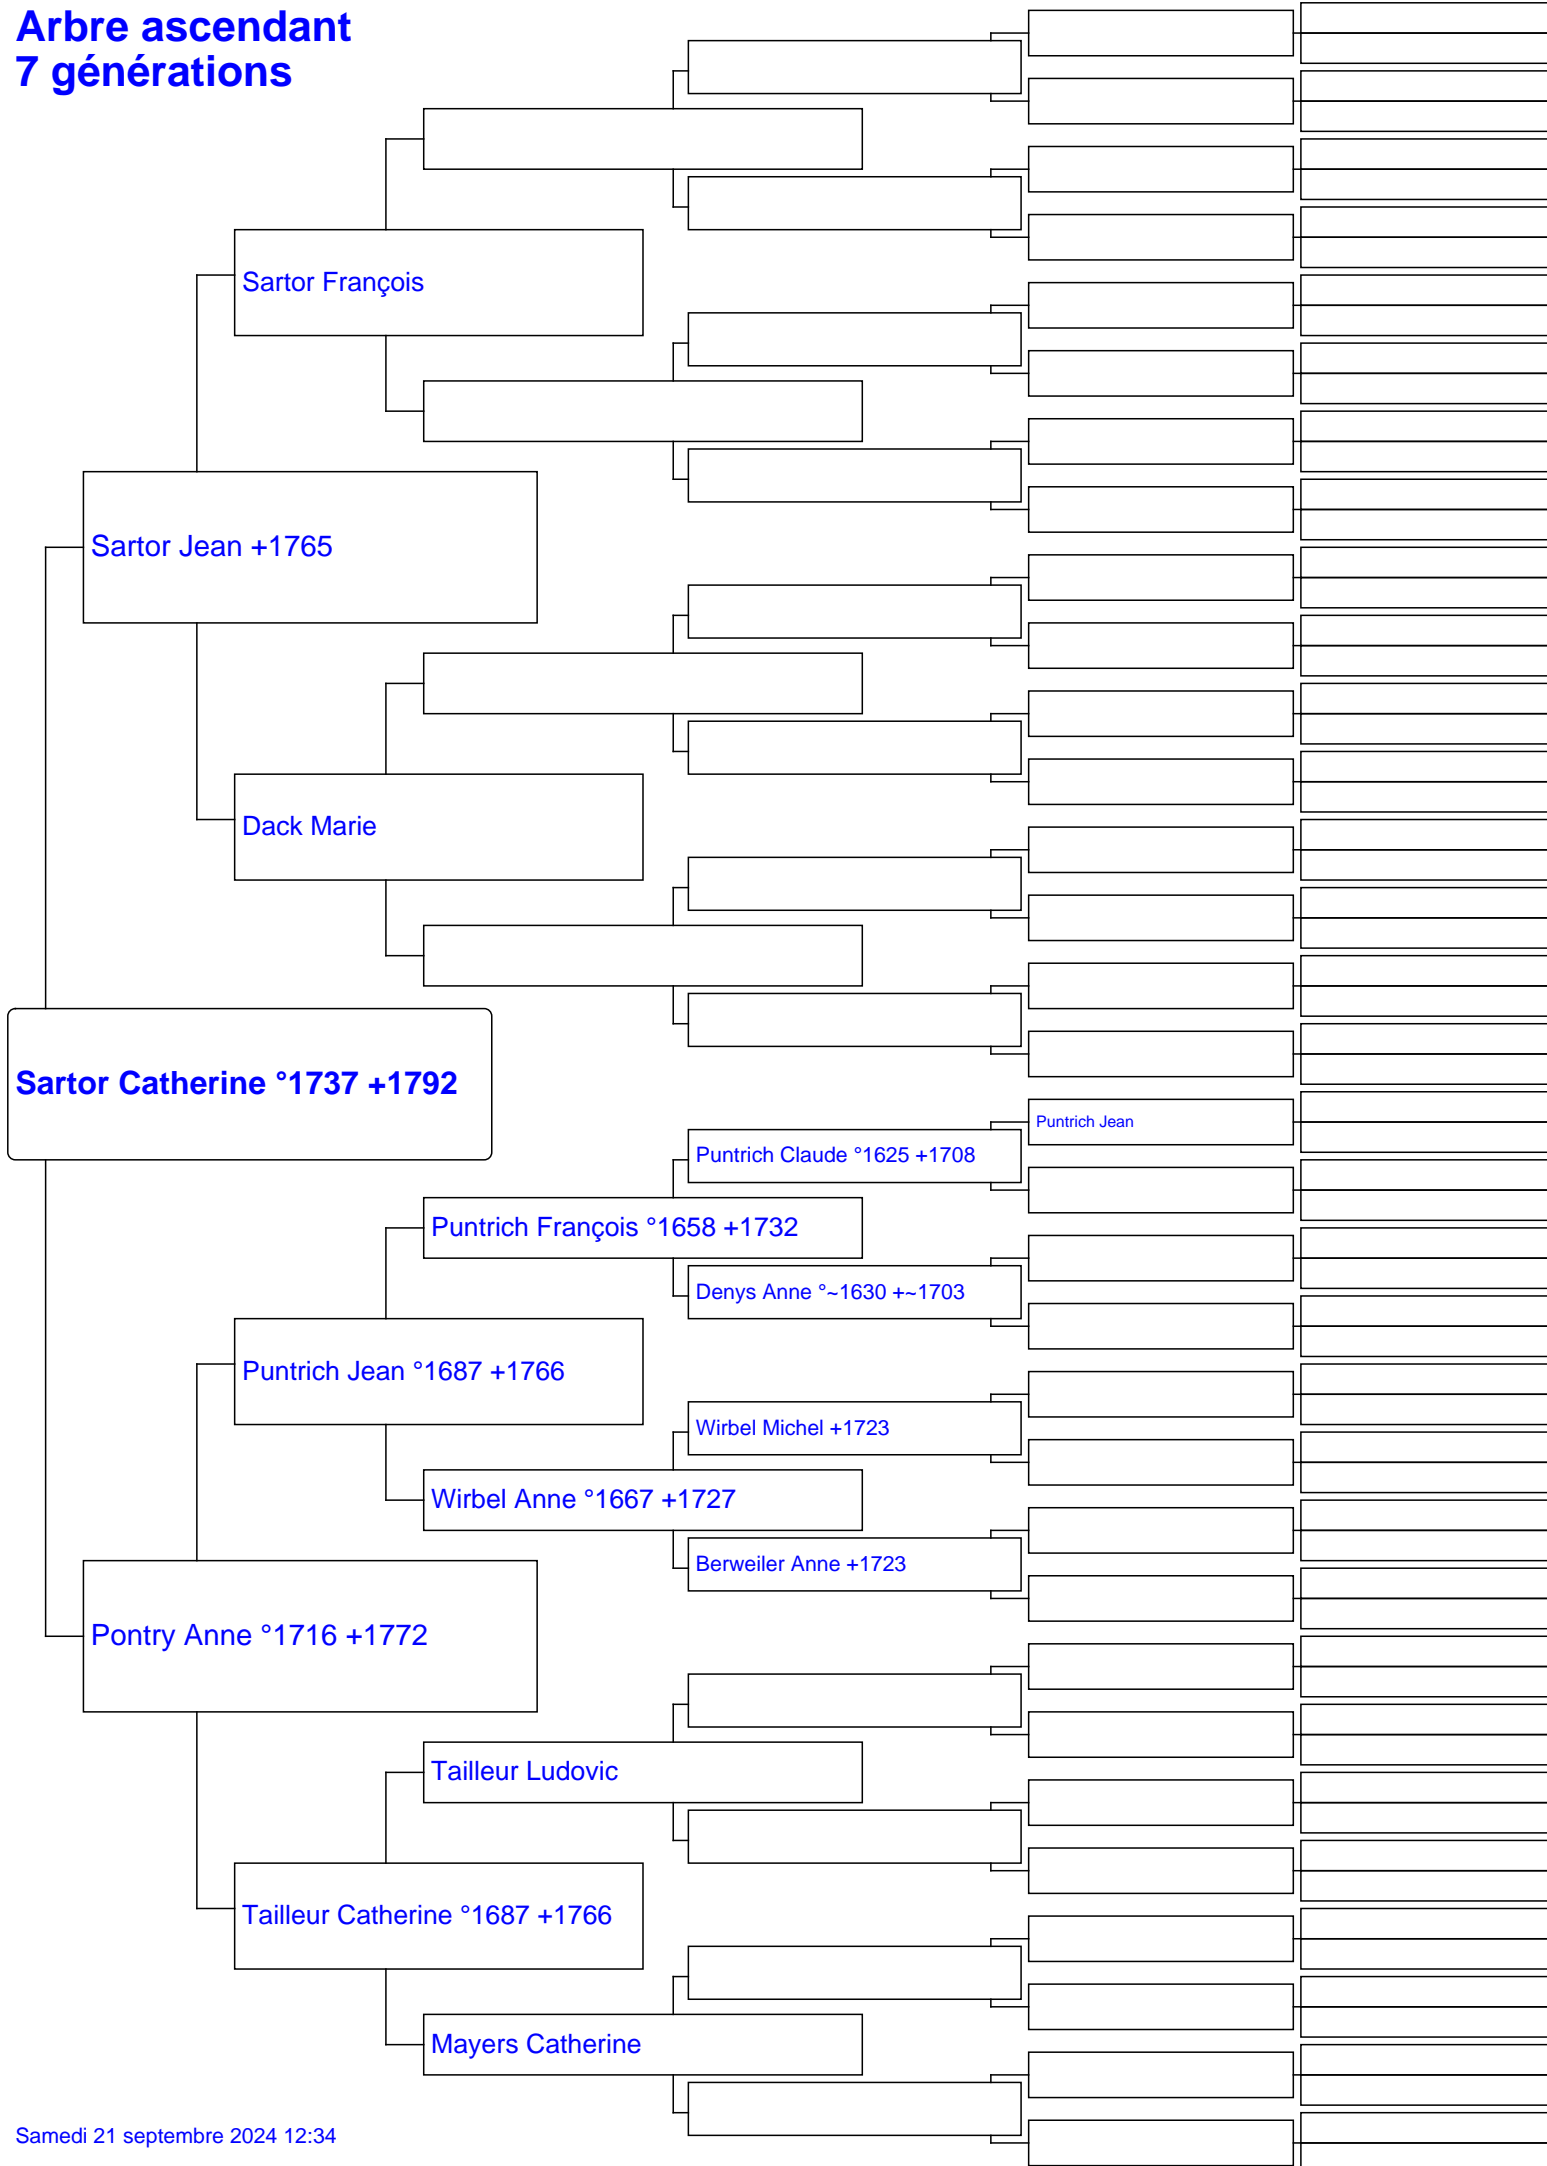 Arbre ascendant
7 générations
Sartor François
Sartor Jean +1765
Dack Marie
Sartor Catherine °1737 +1792
Puntrich Jean
Puntrich Claude °1625 +1708
Puntrich François °1658 +1732
Denys Anne °~1630 +~1703
Puntrich Jean °1687 +1766
Wirbel Michel +1723
Wirbel Anne °1667 +1727
Berweiler Anne +1723
Pontry Anne °1716 +1772
Tailleur Ludovic
Tailleur Catherine °1687 +1766
Mayers Catherine
Samedi 21 septembre 2024 12:34